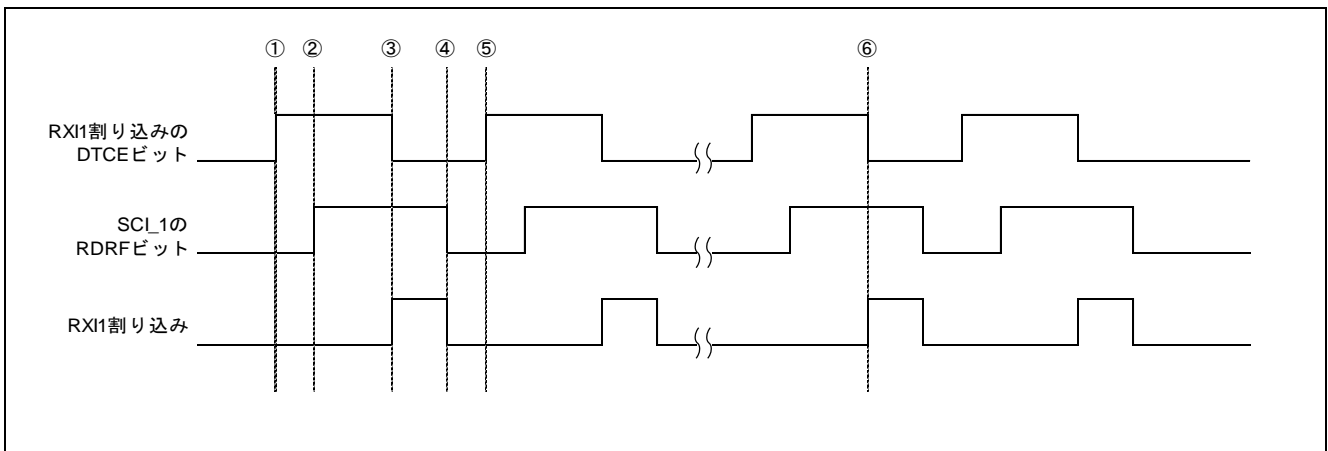 ① ② ③ ④ ⑤ ⑥
RXI1割り込みの
DTCEビット
SCI_1の
RDRFビット
RXI1割り込み